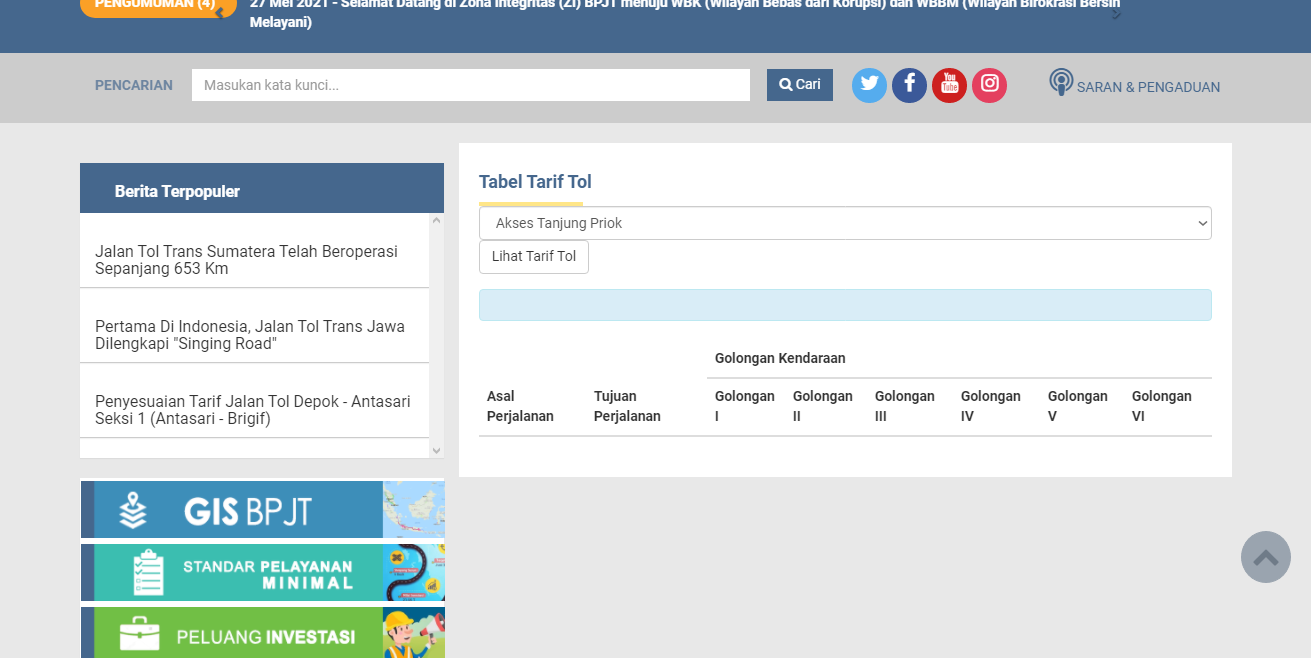 PENGUMUMAN (4)
27 Mei 2021 - Selamat Datang di Zona Integritas (ZI) BPJT menuju WBK (Wilayah Bebas dari Korupsi) dan WBBM (Wilayah Birokrasi Bersih
Melayani)
PENCARIAN
Masukan kata kunci...
Cari
You
Tube
SARAN & PENGADUAN
Berita Terpopuler
Jalan Tol Trans Sumatera Telah Beroperasi
Sepanjang 653 Km
Pertama Di Indonesia, Jalan Tol Trans Jawa
Dilengkapi "Singing Road"
Penyesuaian Tarif Jalan Tol Depok - Antasari
Seksi 1 (Antasari - Brigif)
GIS BPJT
STANDAR PELAYANAN
MINIMAL
PELUANG INVESTASI
Tabel Tarif Tol
Akses Tanjung Priok
Lihat Tarif Tol
Golongan Kendaraan
Asal
Perjalanan
Tujuan
Perjalanan
Golongan
I
Golongan
II
Golongan
III
Golongan
IV
Golongan
V
Golongan
VI